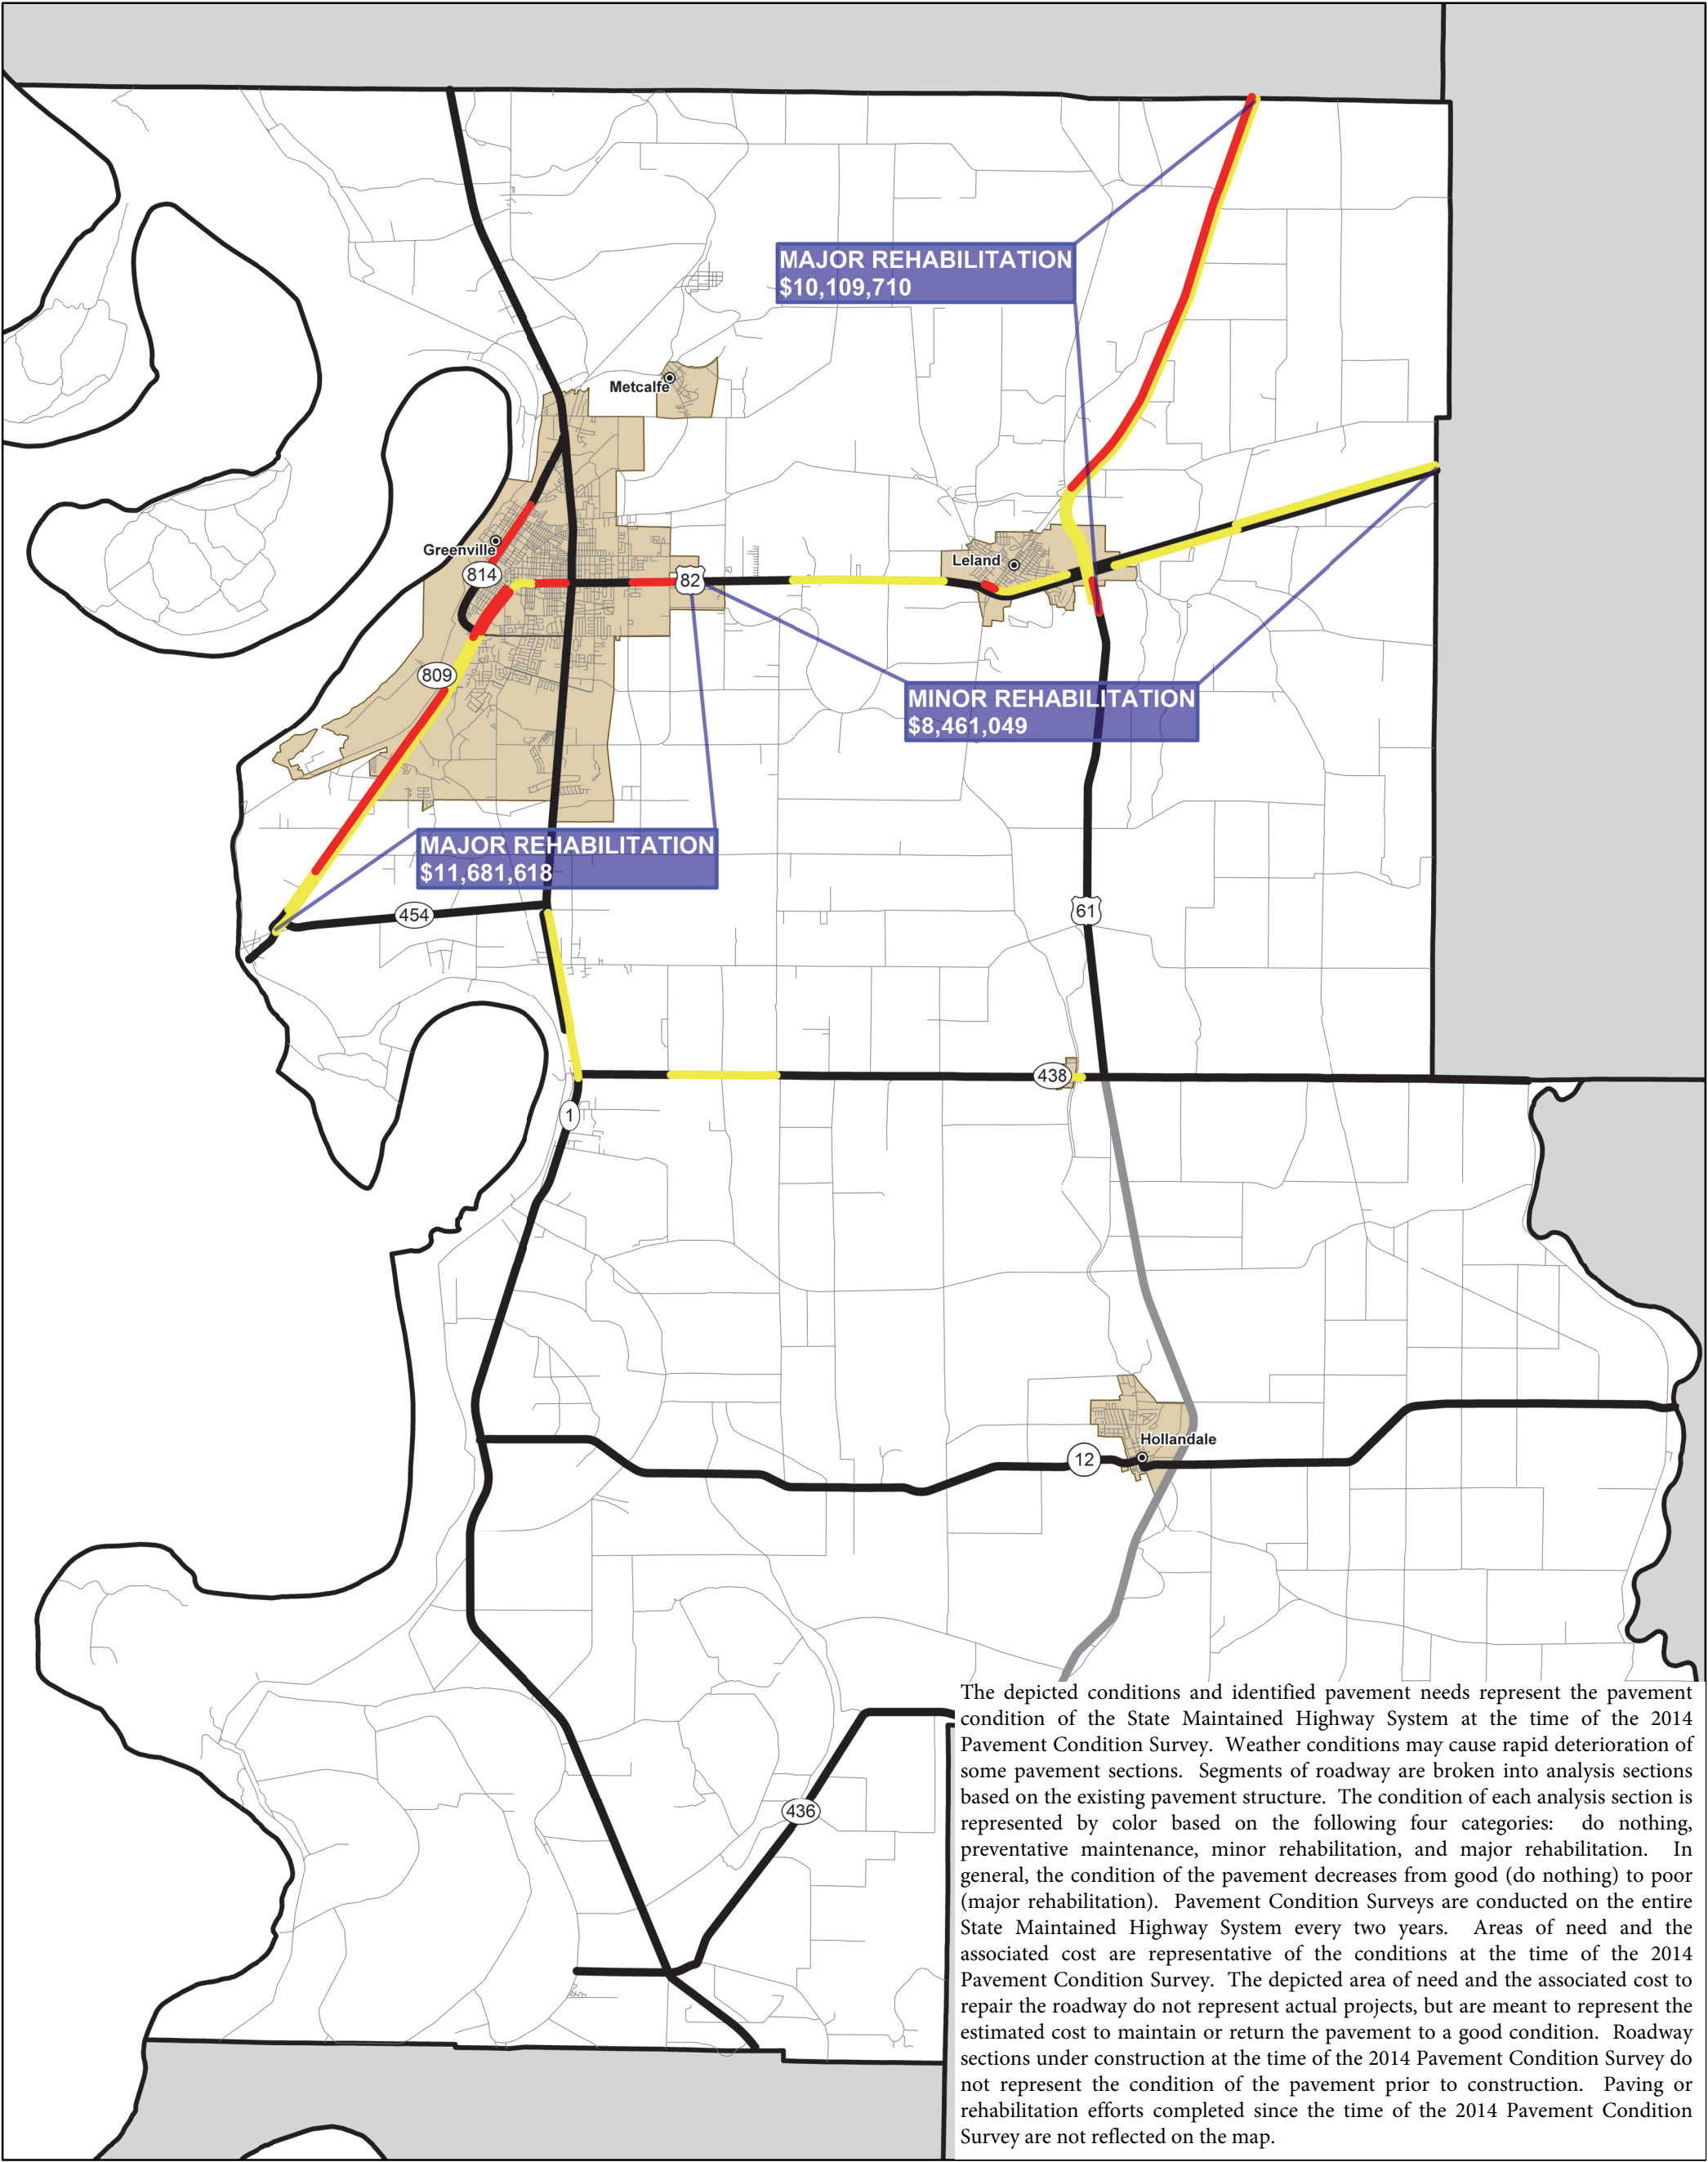 MAJOR REHABILITATION
$10,109,710
Metcalfe
Greenville
814
82
Leland
809
MINOR REHABILITATION
$8,461,049
MAJOR REHABILITATION
$11,681,618
454
61
438
1
Hollandale
12
436
The depicted conditions and identified pavement needs represent the pavement
condition of the State Maintained Highway System at the time of the 2014
Pavement Condition Survey. Weather conditions may cause rapid deterioration of
some pavement sections. Segments of roadway are broken into analysis sections
based on the existing pavement structure. The condition of each analysis section is
represented by color based on the following four categories: do nothing,
preventative maintenance, minor rehabilitation, and major rehabilitation. In
general, the condition of the pavement decreases from good (do nothing) to poor
(major rehabilitation). Pavement Condition Surveys are conducted on the entire
State Maintained Highway System every two years. Areas of need and the
associated cost are representative of the conditions at the time of the 2014
Pavement Condition Survey. The depicted area of need and the associated cost to
repair the roadway do not represent actual projects, but are meant to represent the
estimated cost to maintain or return the pavement to a good condition. Roadway
sections under construction at the time of the 2014 Pavement Condition Survey do
not represent the condition of the pavement prior to construction. Paving or
rehabilitation efforts completed since the time of the 2014 Pavement Condition
Survey are not reflected on the map.